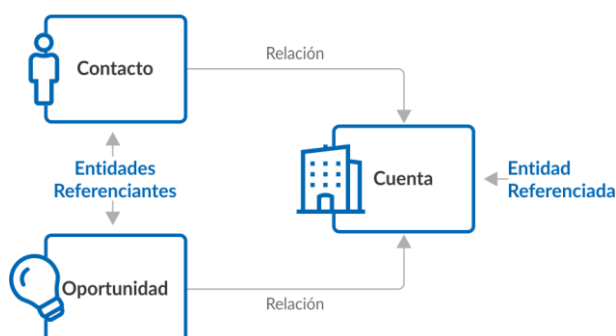 Contacto
Relación
Entidades
Referenciantes
Cuenta
Entidad
Referenciada
Oportunidad
Relación